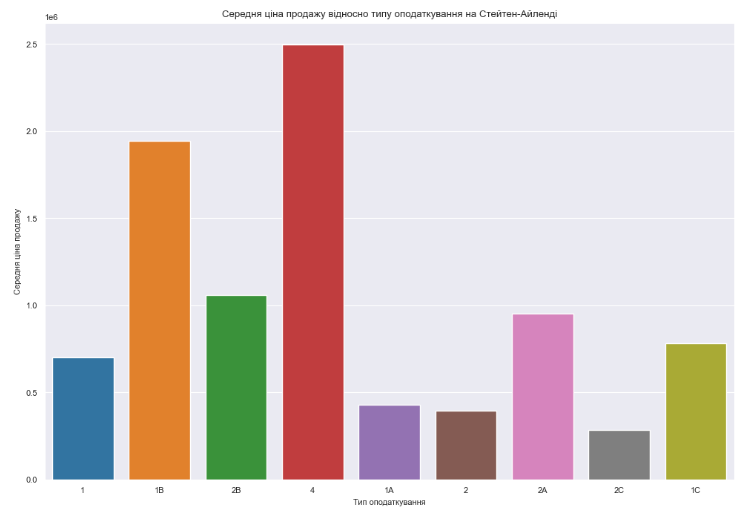 Середня ціна продажу відносно типу оподаткування на Стейтен-Айленді
1e6
2.5
2.0
1.5
1.0
0.5
0.0
Середня ціна продажу
1 1B 2B 4 1A 2 2A 2C 1C
Тип оподаткування